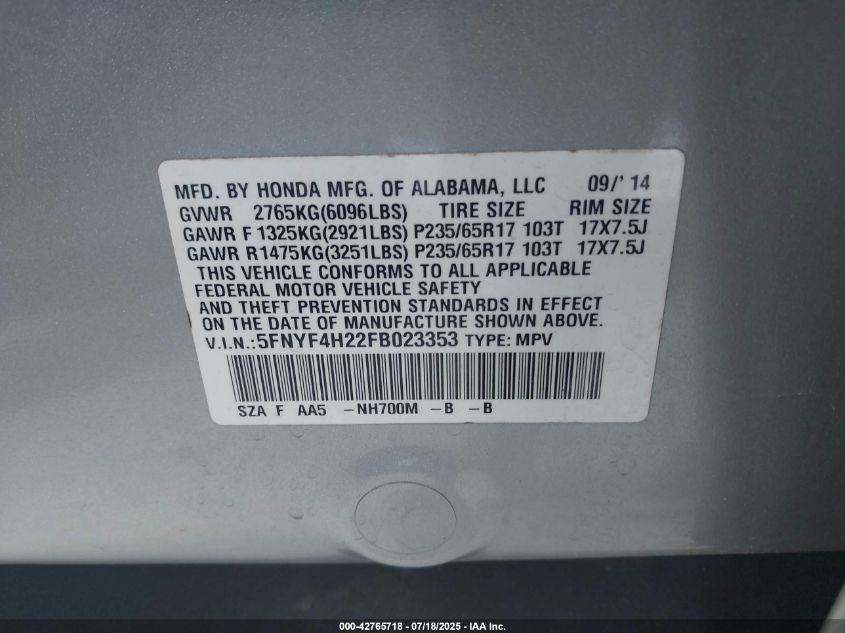 MFD. BY HONDA MFG. OF ALABAMA, LLC 09/'14
GVWR 2765KG(6096LBS) TIRE SIZE RIM SIZE
GAWR F 1325KG(2921LBS) P235/65R17 103T 17X7.5J
GAWR R1475KG(3251LBS) P235/65R17 103T 17X7.5J
THIS VEHICLE CONFORMS TO ALL APPLICABLE
FEDERAL MOTOR VEHICLE SAFETY
AND THEFT PREVENTION STANDARDS IN EFFECT
ON THE DATE OF MANUFACTURE SHOWN ABOVE.
V.I.N.:5FNYF4H22FB023353 TYPE: MPV
SZA F AA5 -NH700M -B -B
000-42765718 - 07/18/2025 - IAA Inc.